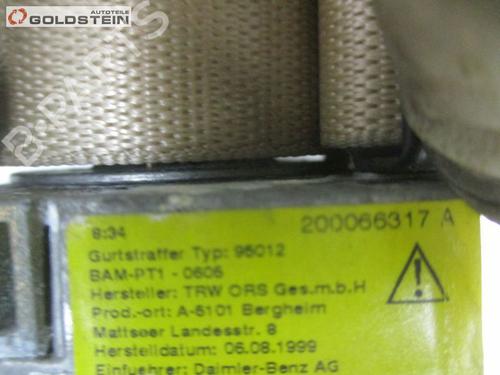 AUTOTEILE
GOLDSTEIN
B-PARTS
8:34
200066317 A
Gurtstraffer Typ: 95012
BAM-PT1 - 0605
Hersteller: TRW ORS Ges.m.b.H
Prod.-ort: A-5101 Bergheim
Mattseer Landesstr. 8
Herstelldatum: 06.08.1999
Einfuehrer: Daimler-Benz AG